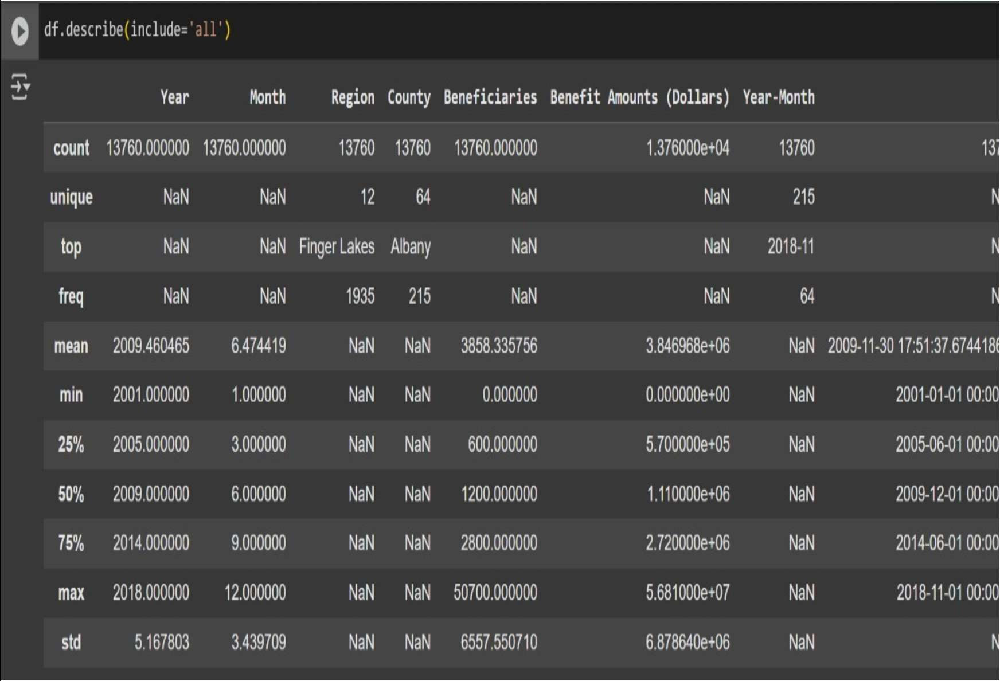 df.describe(include='all')
Year Month Region County Beneficiaries Benefit Amounts (Dollars) Year-Month
count 13760.000000 13760.000000 13760 13760 13760.000000 1.376000e+04 13760 137
unique NaN NaN 12 64 NaN NaN 215 N
top NaN NaN Finger Lakes Albany NaN NaN 2018-11 N
freq NaN NaN 1935 215 NaN NaN 64 N
mean 2009.460465 6.474419 NaN NaN 3858.335756 3.846968e+06 NaN 2009-11-30 17:51:37.6744186
min 2001.000000 1.000000 NaN NaN 0.000000 0.000000e+00 NaN 2001-01-01 00:00
25% 2005.000000 3.000000 NaN NaN 600.000000 5.700000e+05 NaN 2005-06-01 00:00
50% 2009.000000 6.000000 NaN NaN 1200.000000 1.110000e+06 NaN 2009-12-01 00:00
75% 2014.000000 9.000000 NaN NaN 2800.000000 2.720000e+06 NaN 2014-06-01 00:00
max 2018.000000 12.000000 NaN NaN 50700.000000 5.681000e+07 NaN 2018-11-01 00:00
std 5.167803 3.439709 NaN NaN 6557.550710 6.878640e+06 NaN N